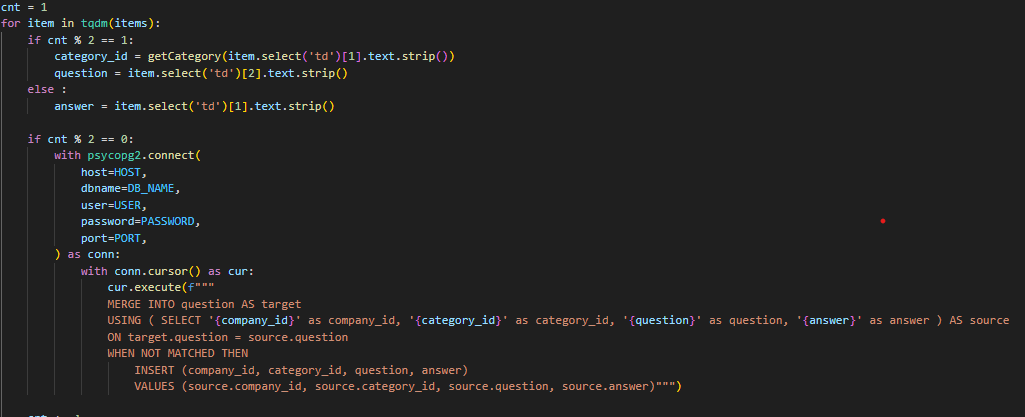 cnt = 1
for item in tqdm(items):
    if cnt % 2 == 1:
        category_id = getCategory(item.select('td')[1].text.strip())
        question = item.select('td')[2].text.strip()
    else :
        answer = item.select('td')[1].text.strip()

    if cnt % 2 == 0:
        with psycopg2.connect(
            host=HOST,
            dbname=DB_NAME,
            user=USER,
            password=PASSWORD,
            port=PORT,
        ) as conn:
            with conn.cursor() as cur:
                cur.execute(f"""
                MERGE INTO question AS target
                USING ( SELECT '{company_id}' as company_id, '{category_id}' as category_id, '{question}' as question, '{answer}' as answer ) AS source
                ON target.question = source.question
                WHEN NOT MATCHED THEN
                    INSERT (company_id, category_id, question, answer)
                    VALUES (source.company_id, source.category_id, source.question, source.answer)""")